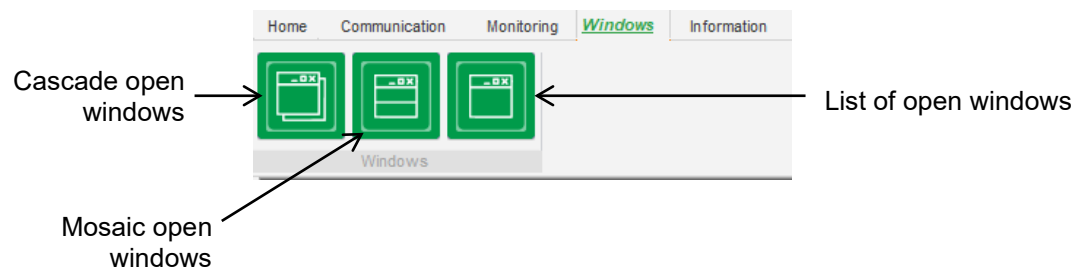 Home Communication Monitoring Windows Information
Cascade open
windows
List of open windows
Windows
Mosaic open
windows